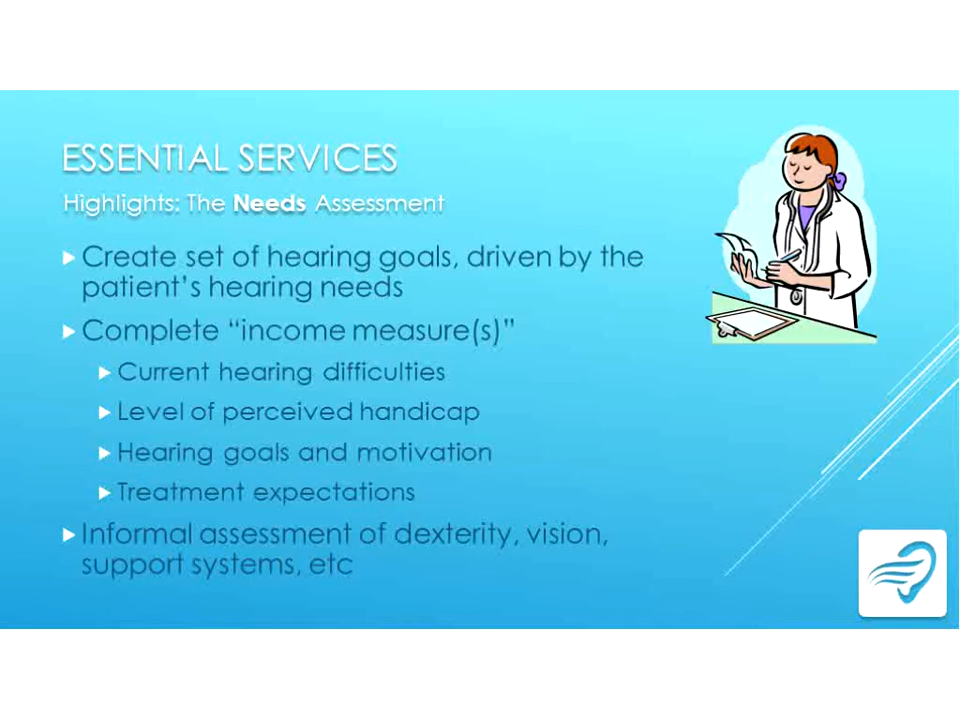 ESSENTIAL SERVICES
Highlights: The Needs Assessment
Create set of hearing goals, driven by the
patient’s hearing needs
Complete “income measure(s)”
Current hearing difficulties
Level of perceived handicap
Hearing goals and motivation
Treatment expectations
Informal assessment of dexterity, vision,
support systems, etc